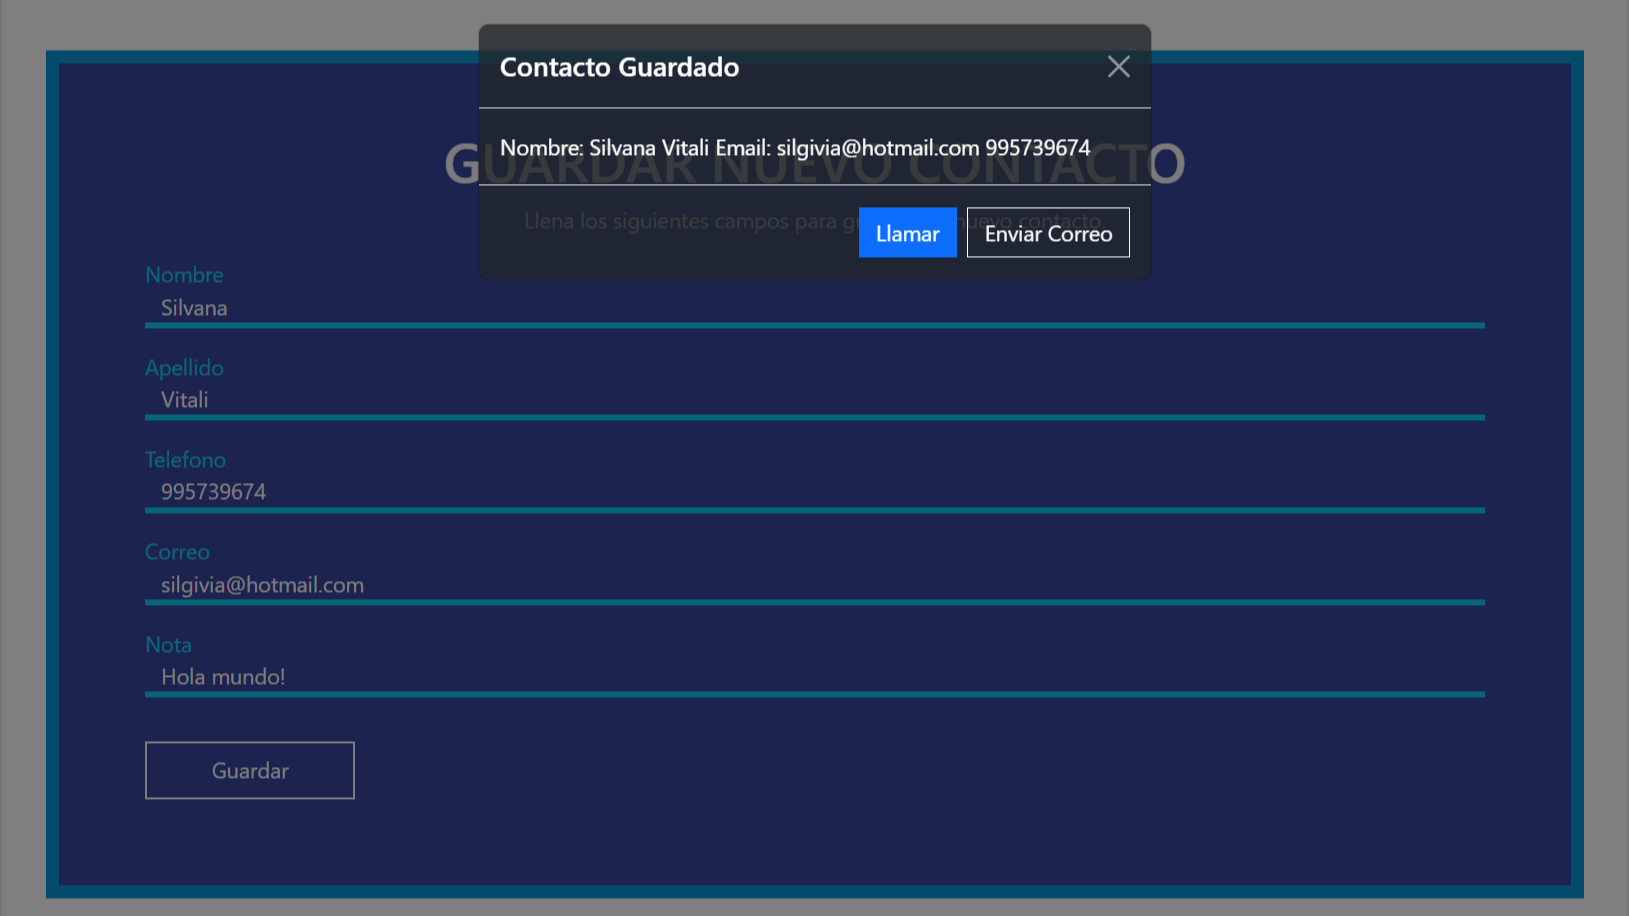 Contacto Guardado
Nombre: Silvana Vitali Email: silgivia@hotmail.com 995739674
GUARDAR NUEVO CONTACTO
Llena los siguientes campos para nuevo contacto.
Llamar
Enviar Correo
Nombre
Silvana
Apellido
Vitali
Telefono
995739674
Correo
silgivia@hotmail.com
Nota
Hola mundo!
Guardar